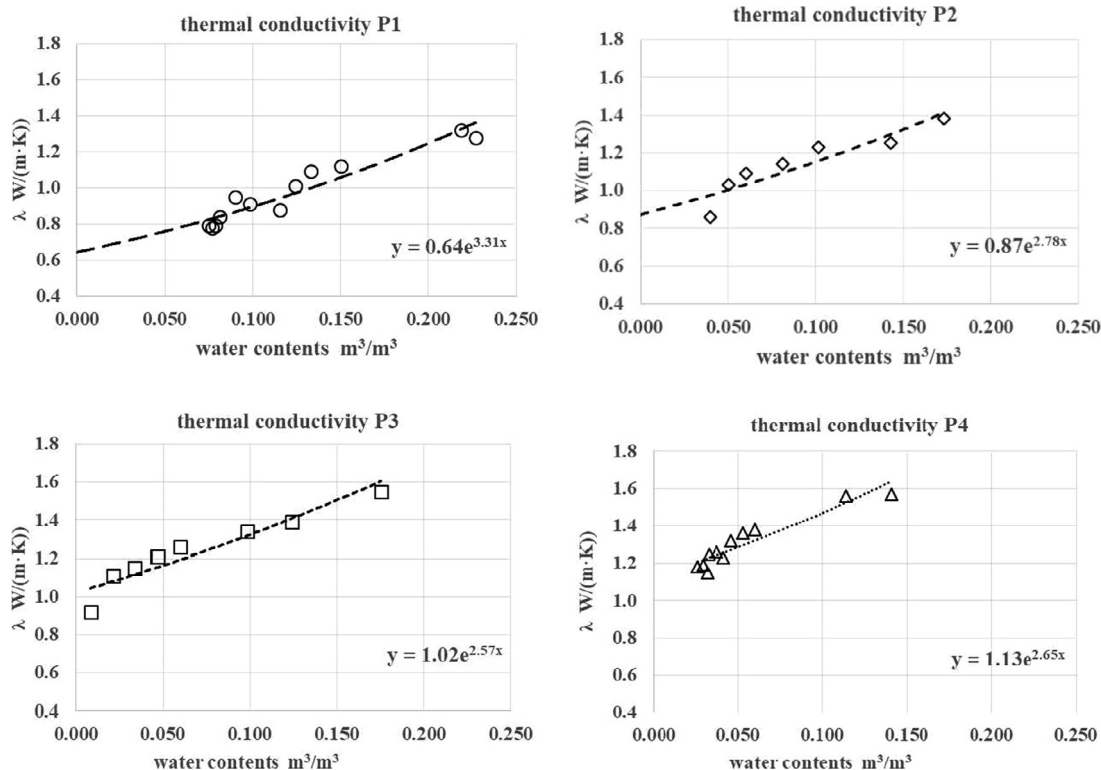 thermal conductivity P1
1.8
1.6
1.4
1.2
1.0
0.8
0.6
0.4
λ W/(m·K))
y = 0.64e^3.31x
0.000 0.050 0.100 0.150 0.200 0.250
water contents m³/m³
thermal conductivity P2
1.8
1.6
1.4
1.2
1.0
0.8
0.6
0.4
λ W/(m·K))
y = 0.87e^2.78x
0.000 0.050 0.100 0.150 0.200 0.250
water contents m³/m³
thermal conductivity P3
1.8
1.6
1.4
1.2
1.0
0.8
0.6
0.4
λ W/(m·K))
y = 1.02e^2.57x
0.000 0.050 0.100 0.150 0.200 0.250
water contents m³/m³
thermal conductivity P4
1.8
1.6
1.4
1.2
1.0
0.8
0.6
0.4
λ W/(m·K))
y = 1.13e^2.65x
0.000 0.050 0.100 0.150 0.200 0.250
water contents m³/m³